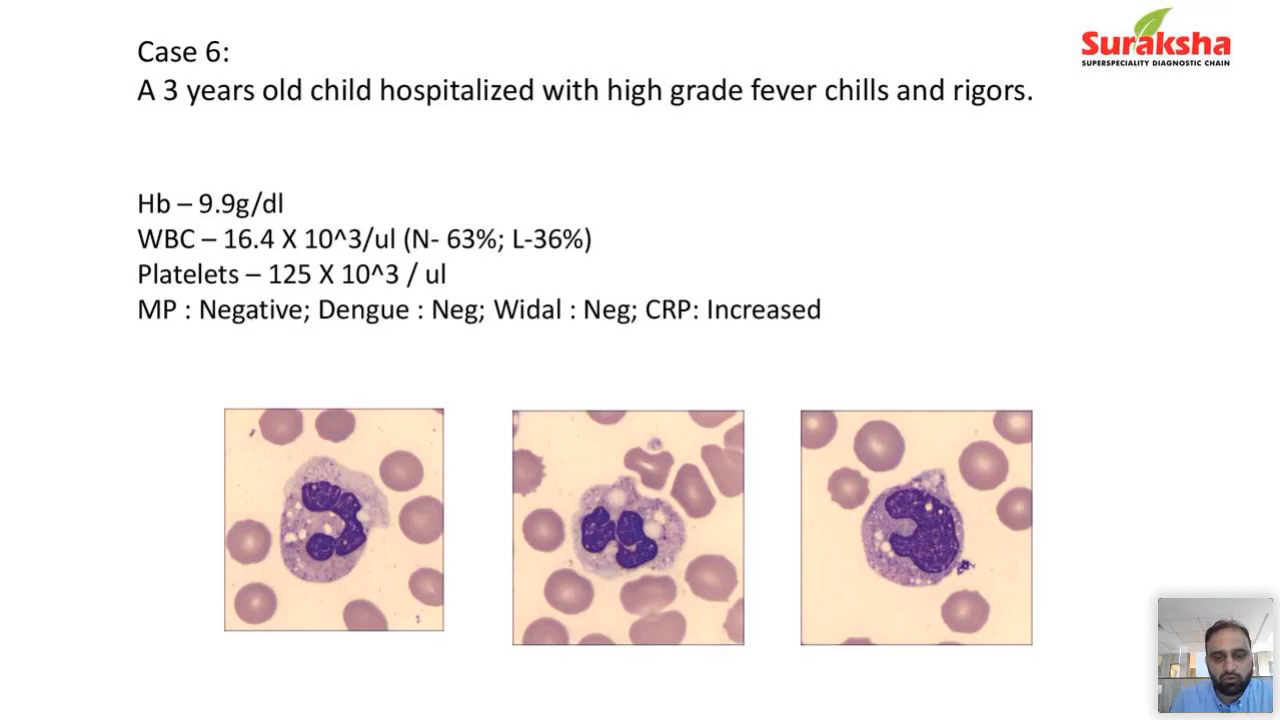 Case 6:
Suraksha
SUPERSPECIALITY DIAGNOSTIC CHAIN
A 3 years old child hospitalized with high grade fever chills and rigors.
Hb – 9.9g/dl
WBC – 16.4 X 10^3/ul (N- 63%; L-36%)
Platelets – 125 X 10^3 / ul
MP : Negative; Dengue : Neg; Widal : Neg; CRP: Increased